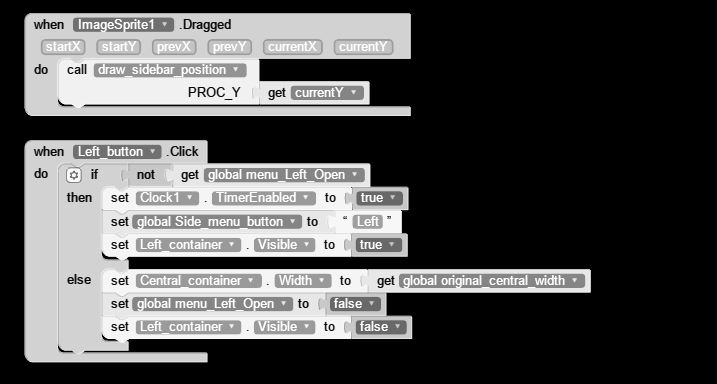 when ImageSprite1 .Dragged
startX startY prevX prevY currentX currentY
do call draw_sidebar_position
PROC_Y get currentY
when Left_button .Click
do if not get global menu_Left_Open
then set Clock1 . TimerEnabled to true
set global Side_menu_button to “ Left ”
set Left_container . Visible to true
else set Central_container . Width to get global original_central_width
set global menu_Left_Open to false
set Left_container . Visible to false